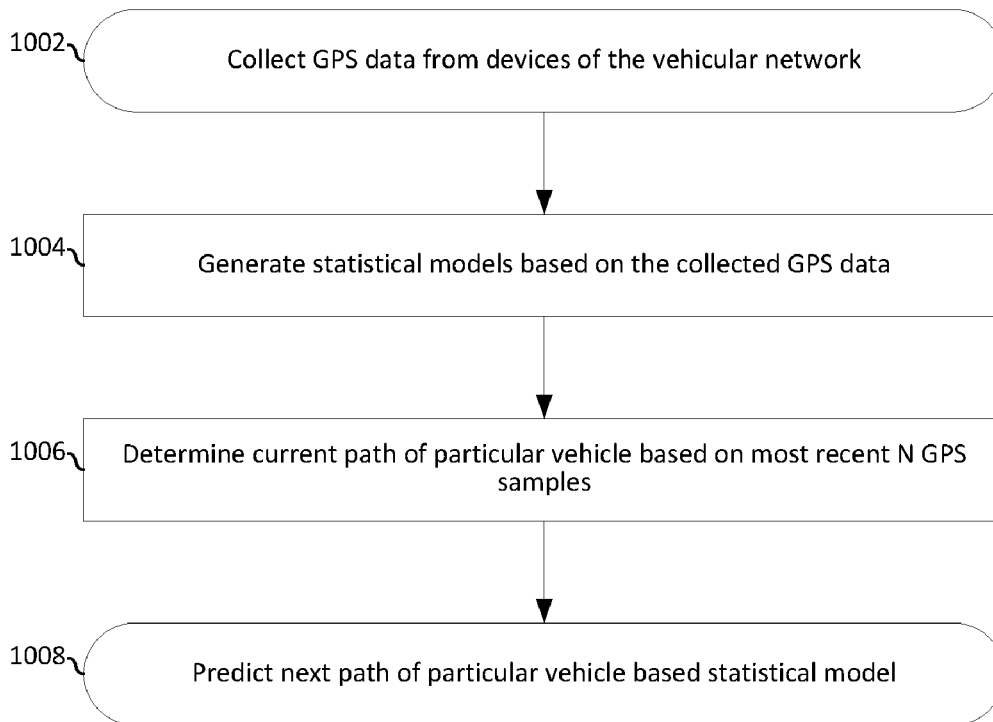 1002
Collect GPS data from devices of the vehicular network
1004
Generate statistical models based on the collected GPS data
1006
Determine current path of particular vehicle based on most recent N GPS
samples
1008
Predict next path of particular vehicle based statistical model